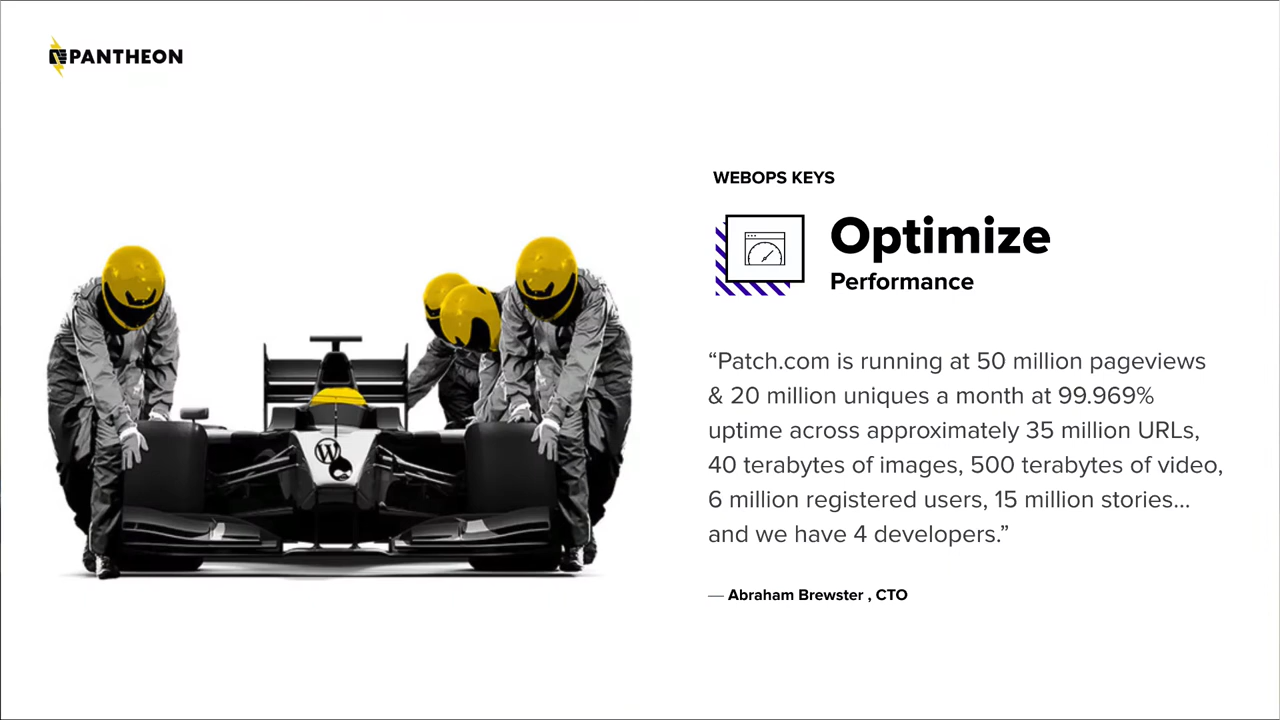 PANTHEON
WEBOPS KEYS
Optimize
Performance
“Patch.com is running at 50 million pageviews
& 20 million uniques a month at 99.969%
uptime across approximately 35 million URLs,
40 terabytes of images, 500 terabytes of video,
6 million registered users, 15 million stories...
and we have 4 developers.”
— Abraham Brewster , CTO